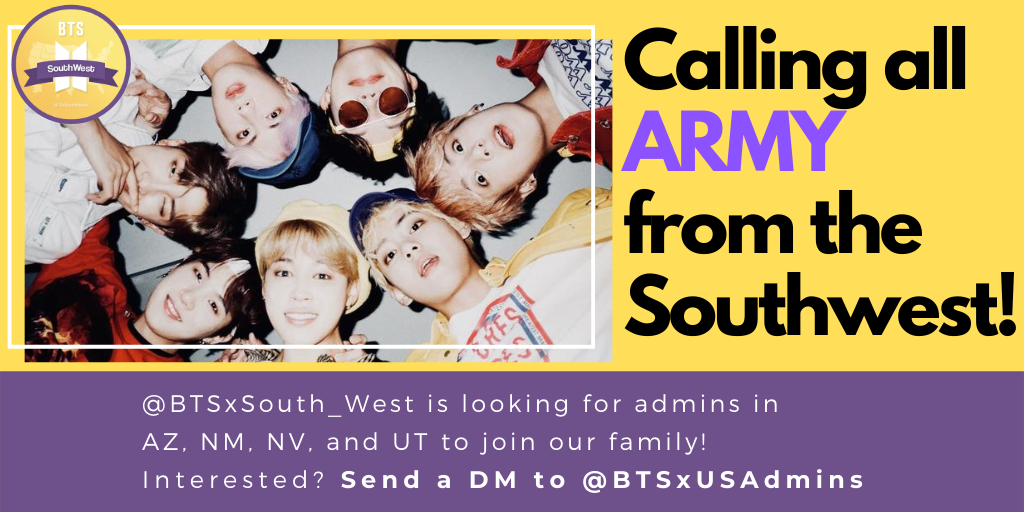 BTS
SouthWest
Calling all
ARMY
from the
Southwest!
@BTSxSouth_West is looking for admins in
AZ, NM, NV, and UT to join our family!
Interested? Send a DM to @BTSxUSAdmins